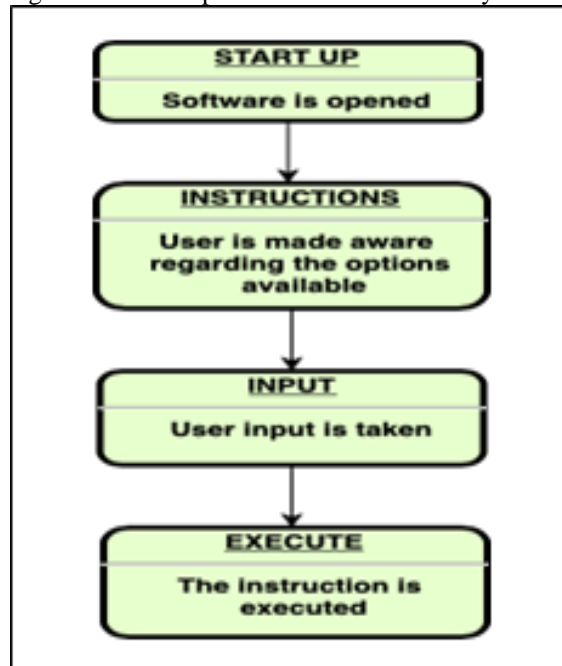 START UP
Software is opened
INSTRUCTIONS
User is made aware
regarding the options
available
INPUT
User input is taken
EXECUTE
The instruction is
executed